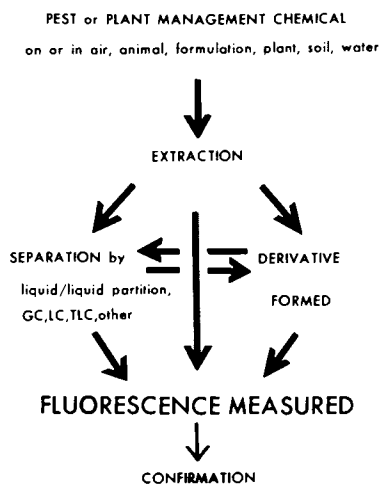 PEST or PLANT MANAGEMENT CHEMICAL
on or in air, animal, formulation, plant, soil, water
EXTRACTION
SEPARATION by
liquid/liquid partition,
GC,LC,TLC,other
DERIVATIVE
FORMED
FLUORESCENCE MEASURED
CONFIRMATION